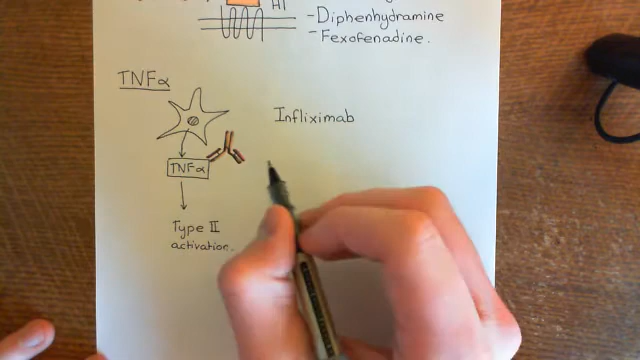 H1
-Diphenhydramine
-Fexofenadine.
TNFα
Infliximab
TNFα
Type II
activation.